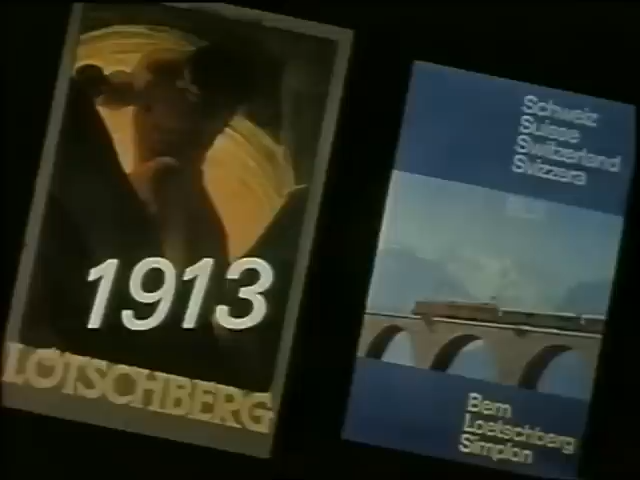 1913
LÖTSCHBERG
Schweiz
Suisse
Switzerland
Svizzera
Bern
Loetschberg
Simplon